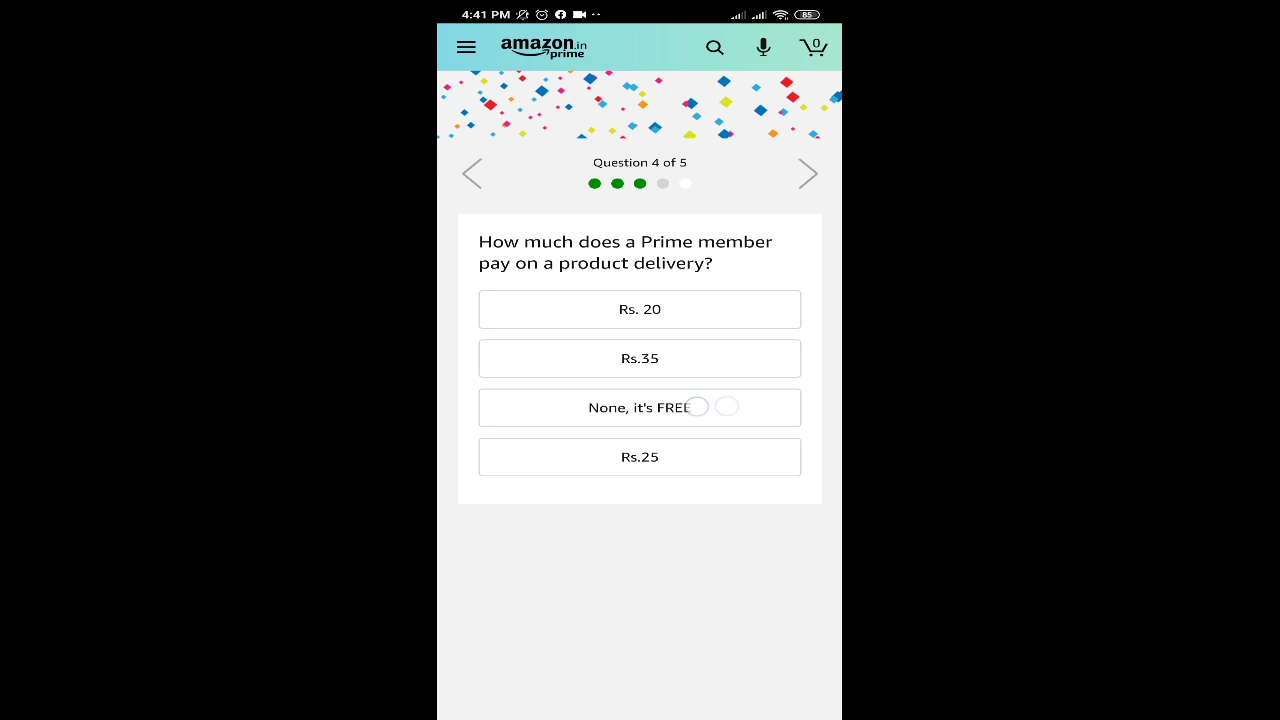 4:41 PM
85
amazon.in
prime
0
Question 4 of 5
How much does a Prime member
pay on a product delivery?
Rs. 20
Rs.35
None, it's FREE
Rs.25